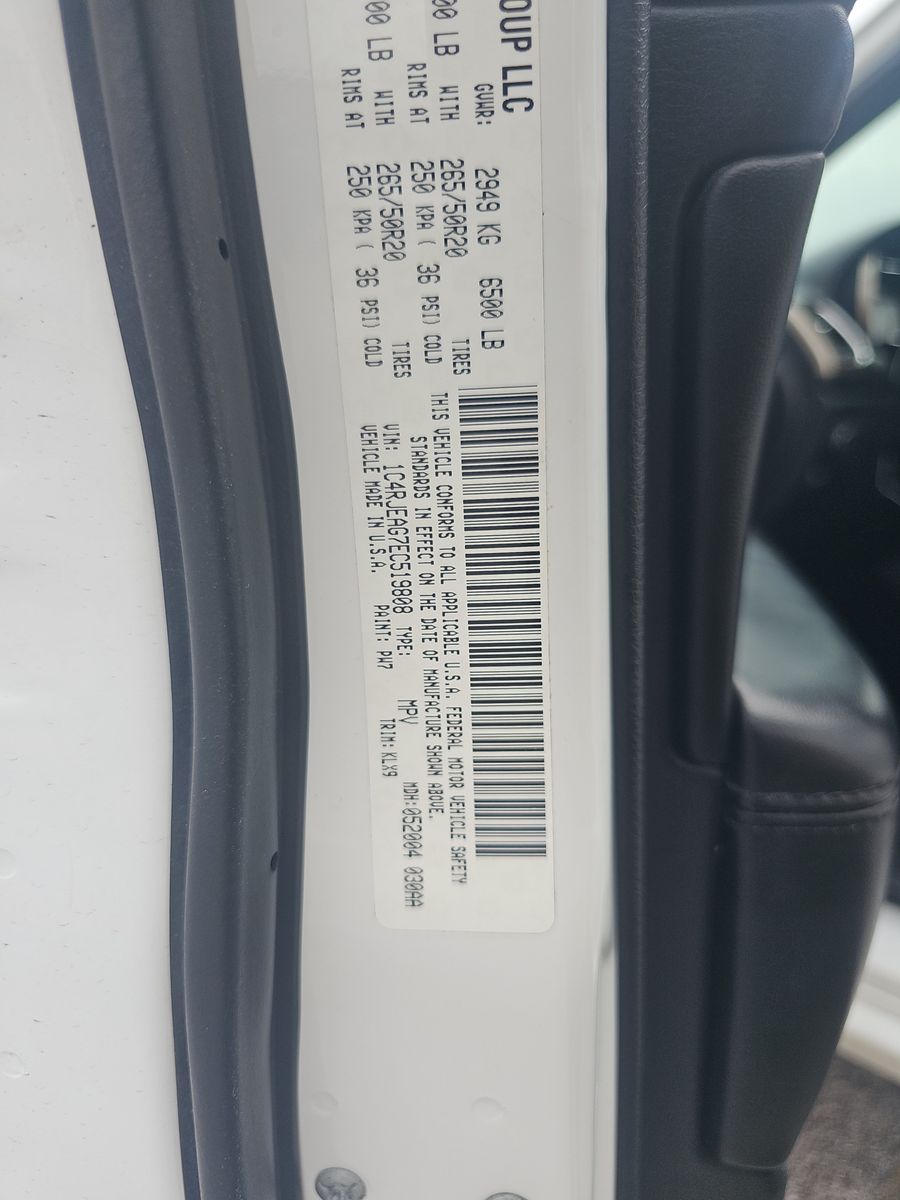 OUP LLC
GVWR: 2949 KG 6500 LB
00 LB WITH 265/50R20 TIRES
RIMS AT 250 KPA ( 36 PSI) COLD
00 LB WITH 265/50R20 TIRES
RIMS AT 250 KPA ( 36 PSI) COLD
THIS VEHICLE CONFORMS TO ALL APPLICABLE U.S.A. FEDERAL MOTOR VEHICLE SAFETY
STANDARDS IN EFFECT ON THE DATE OF MANUFACTURE SHOWN ABOVE.
VIN: 1C4RJEAG7EC519808 TYPE: MPV MDH:052004 030AA
VEHICLE MADE IN U.S.A. PAINT: PW7 TRIM: KLX9